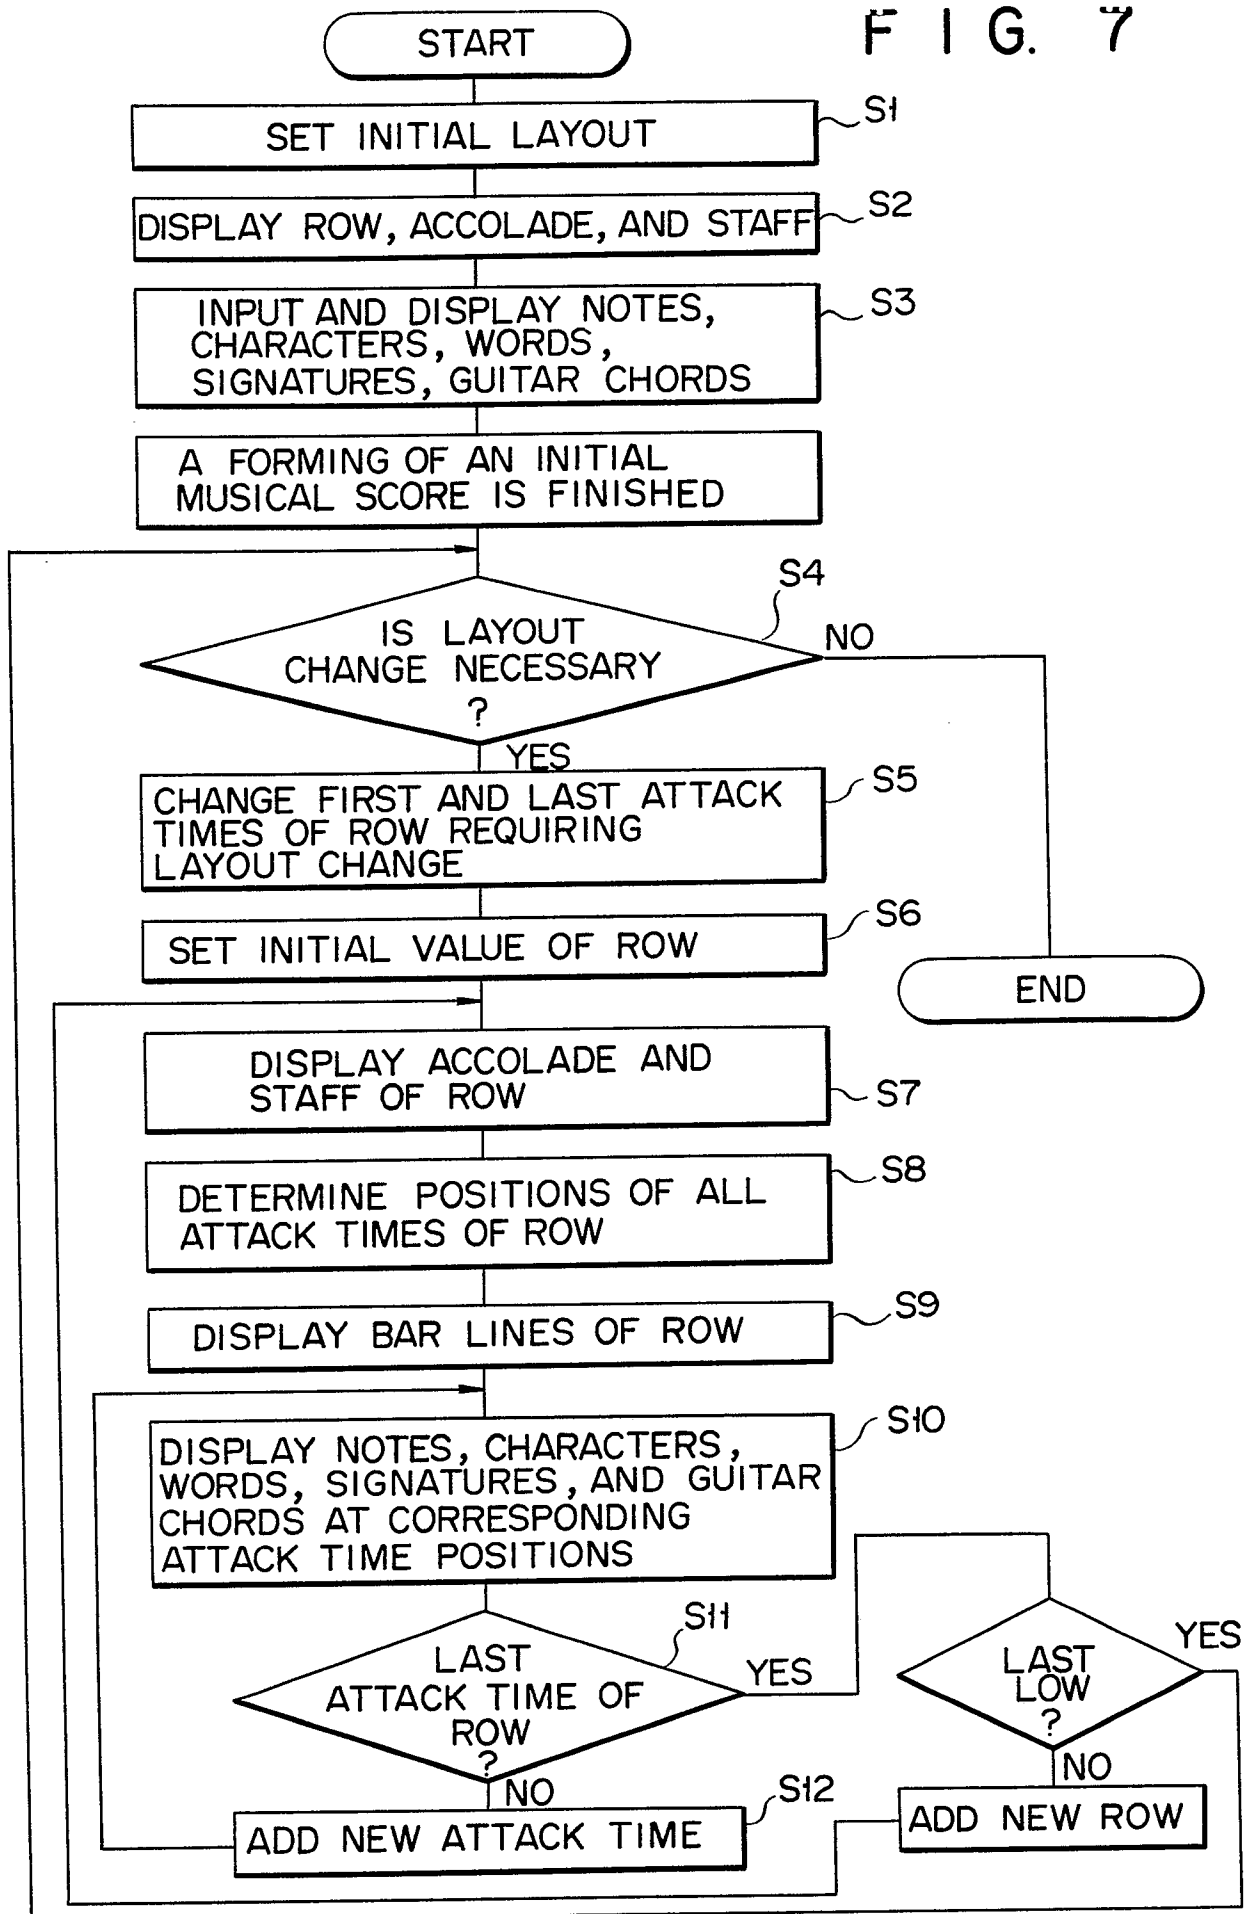 FIG. 7
START
S1
SET INITIAL LAYOUT
S2
DISPLAY ROW, ACCOLADE, AND STAFF
S3
INPUT AND DISPLAY NOTES,
CHARACTERS, WORDS,
SIGNATURES, GUITAR CHORDS
A FORMING OF AN INITIAL
MUSICAL SCORE IS FINISHED
S4
IS LAYOUT
CHANGE NECESSARY
?
NO
YES
S5
CHANGE FIRST AND LAST ATTACK
TIMES OF ROW REQUIRING
LAYOUT CHANGE
S6
SET INITIAL VALUE OF ROW
END
DISPLAY ACCOLADE AND
STAFF OF ROW
S7
S8
DETERMINE POSITIONS OF ALL
ATTACK TIMES OF ROW
S9
DISPLAY BAR LINES OF ROW
S10
DISPLAY NOTES, CHARACTERS,
WORDS, SIGNATURES, AND GUITAR
CHORDS AT CORRESPONDING
ATTACK TIME POSITIONS
S11
LAST
ATTACK TIME OF
ROW
?
YES
NO
LAST
LOW
?
YES
NO
S12
ADD NEW ATTACK TIME
ADD NEW ROW